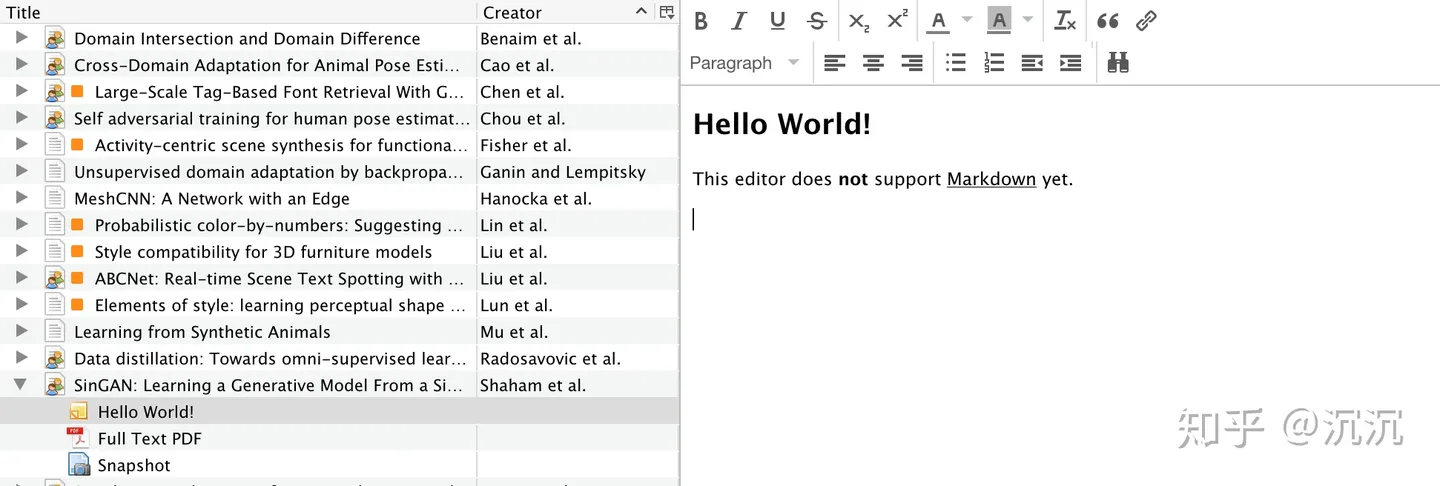 Title Creator
Domain Intersection and Domain Difference Benaim et al.
Cross-Domain Adaptation for Animal Pose Esti... Cao et al.
Large-Scale Tag-Based Font Retrieval With G... Chen et al.
Self adversarial training for human pose estimat... Chou et al.
Activity-centric scene synthesis for functiona... Fisher et al.
Unsupervised domain adaptation by backpropa... Ganin and Lempitsky
MeshCNN: A Network with an Edge Hanocka et al.
Probabilistic color-by-numbers: Suggesting ... Lin et al.
Style compatibility for 3D furniture models Liu et al.
ABCNet: Real-time Scene Text Spotting with ... Liu et al.
Elements of style: learning perceptual shape ... Lun et al.
Learning from Synthetic Animals Mu et al.
Data distillation: Towards omni-supervised lear... Radosavovic et al.
SinGAN: Learning a Generative Model From a Si... Shaham et al.
Hello World!
PDF Full Text PDF
Snapshot
B I U S X₂ X² A A Tx
Paragraph
Hello World!
This editor does not support Markdown yet.
知乎 @沉沉